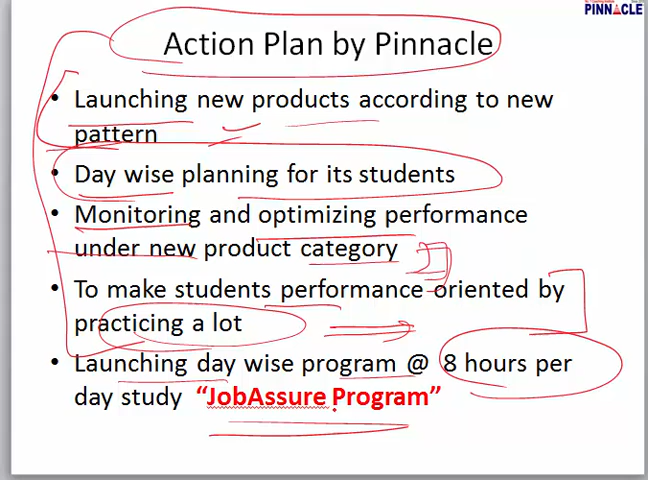 PINNACLE
Action Plan by Pinnacle
• Launching new products according to new
pattern
• Day wise planning for its students
• Monitoring and optimizing performance
under new product category
• To make students performance oriented by
practicing a lot
• Launching day wise program @ 8 hours per
day study “JobAssure Program”